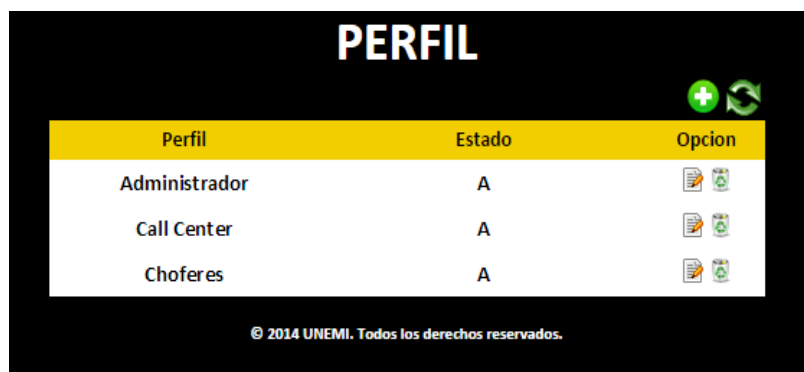 PERFIL
Perfil Estado Opcion
Administrador A
Call Center A
Choferes A
© 2014 UNEMI. Todos los derechos reservados.